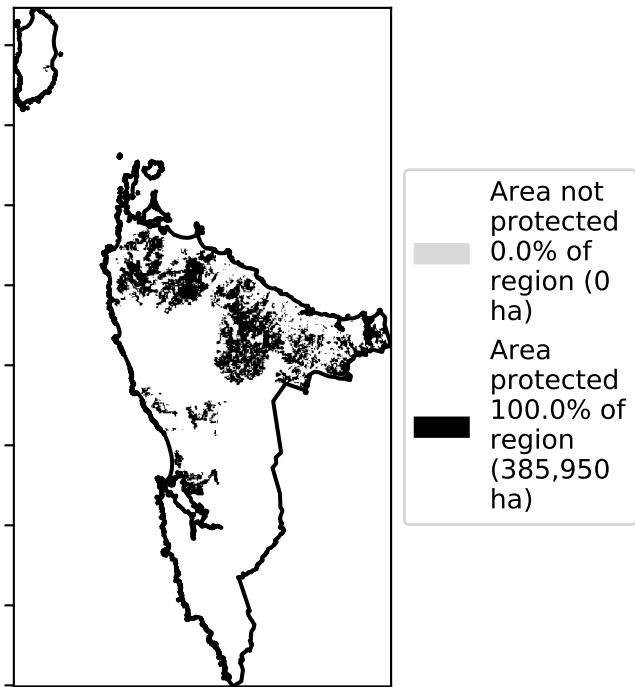 Area not
protected
0.0% of
region (0
ha)
Area
protected
100.0% of
region
(385,950
ha)